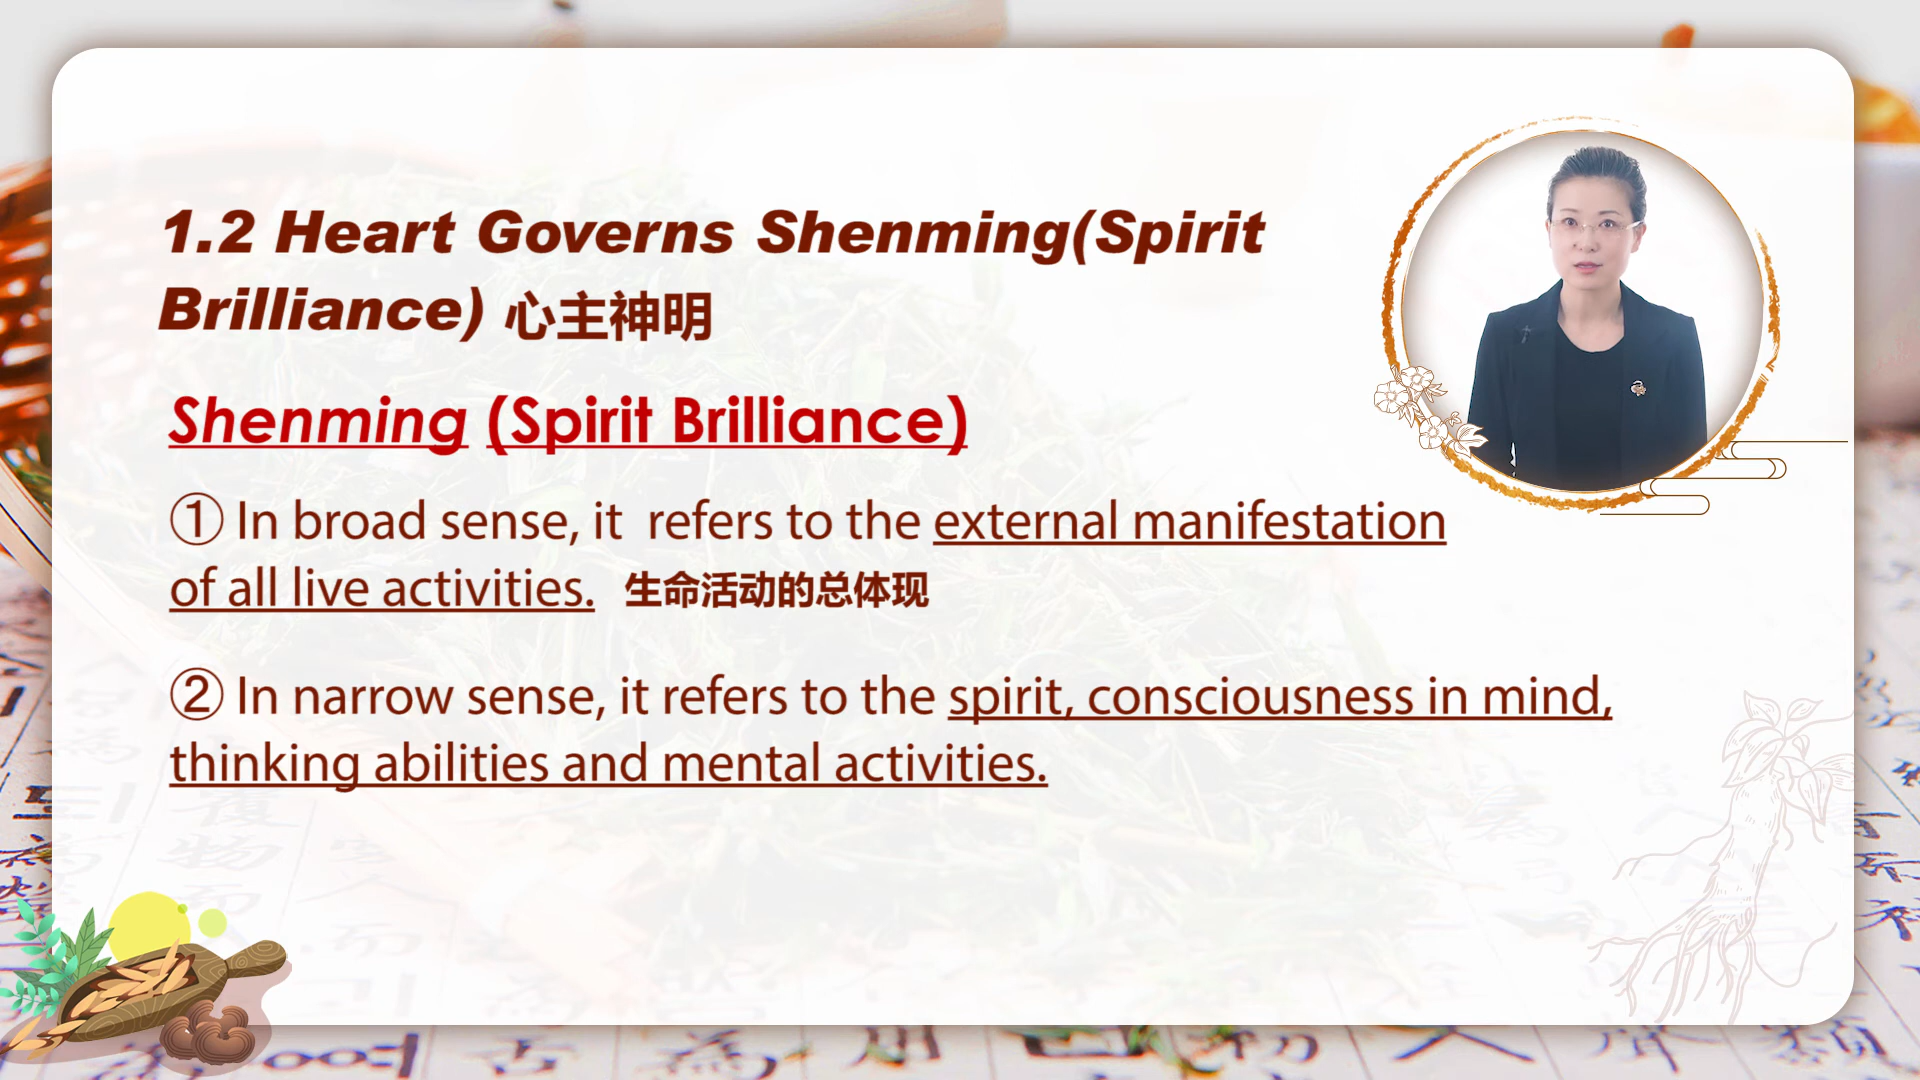 1.2 Heart Governs Shenming(Spirit
Brilliance) 心主神明
Shenming (Spirit Brilliance)
① In broad sense, it refers to the external manifestation
of all live activities. 生命活动的总体现
② In narrow sense, it refers to the spirit, consciousness in mind,
thinking abilities and mental activities.